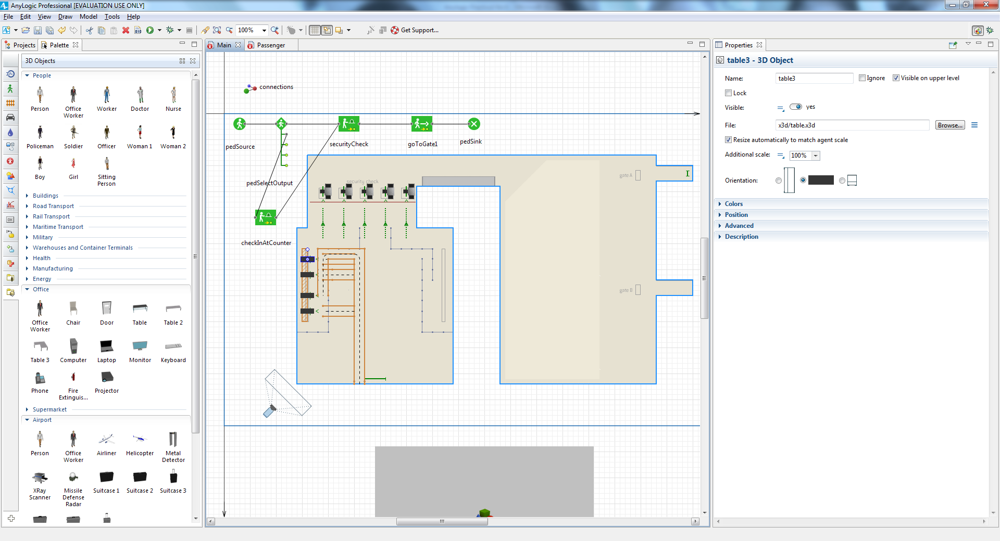 AnyLogic Professional [EVALUATION USE ONLY]
File Edit View Draw Model Tools Help
100% Get Support...
Projects Palette
3D Objects
People
Person Office Worker Worker Doctor Nurse
Policeman Soldier Officer Woman 1 Woman 2
Boy Girl Sitting Person
Buildings
Road Transport
Rail Transport
Maritime Transport
Military
Warehouses and Container Terminals
Health
Manufacturing
Energy
Office
Office Worker Chair Door Table Table 2
Table 3 Computer Laptop Monitor Keyboard
Phone Fire Extinguis... Projector
Supermarket
Airport
Person Office Worker Airliner Helicopter Metal Detector
XRay Scanner Missile Defense Radar Suitcase 1 Suitcase 2 Suitcase 3
Main Passenger
connections
pedSource
securityCheck
goToGate1
pedSink
pedSelectOutput
checkInAtCounter
security check
gate A
gate B
Properties
table3 - 3D Object
Name: table3 Ignore Visible on upper level
Lock
Visible: yes
File: x3d/table.x3d Browse...
Resize automatically to match agent scale
Additional scale: 100%
Orientation:
Colors
Position
Advanced
Description